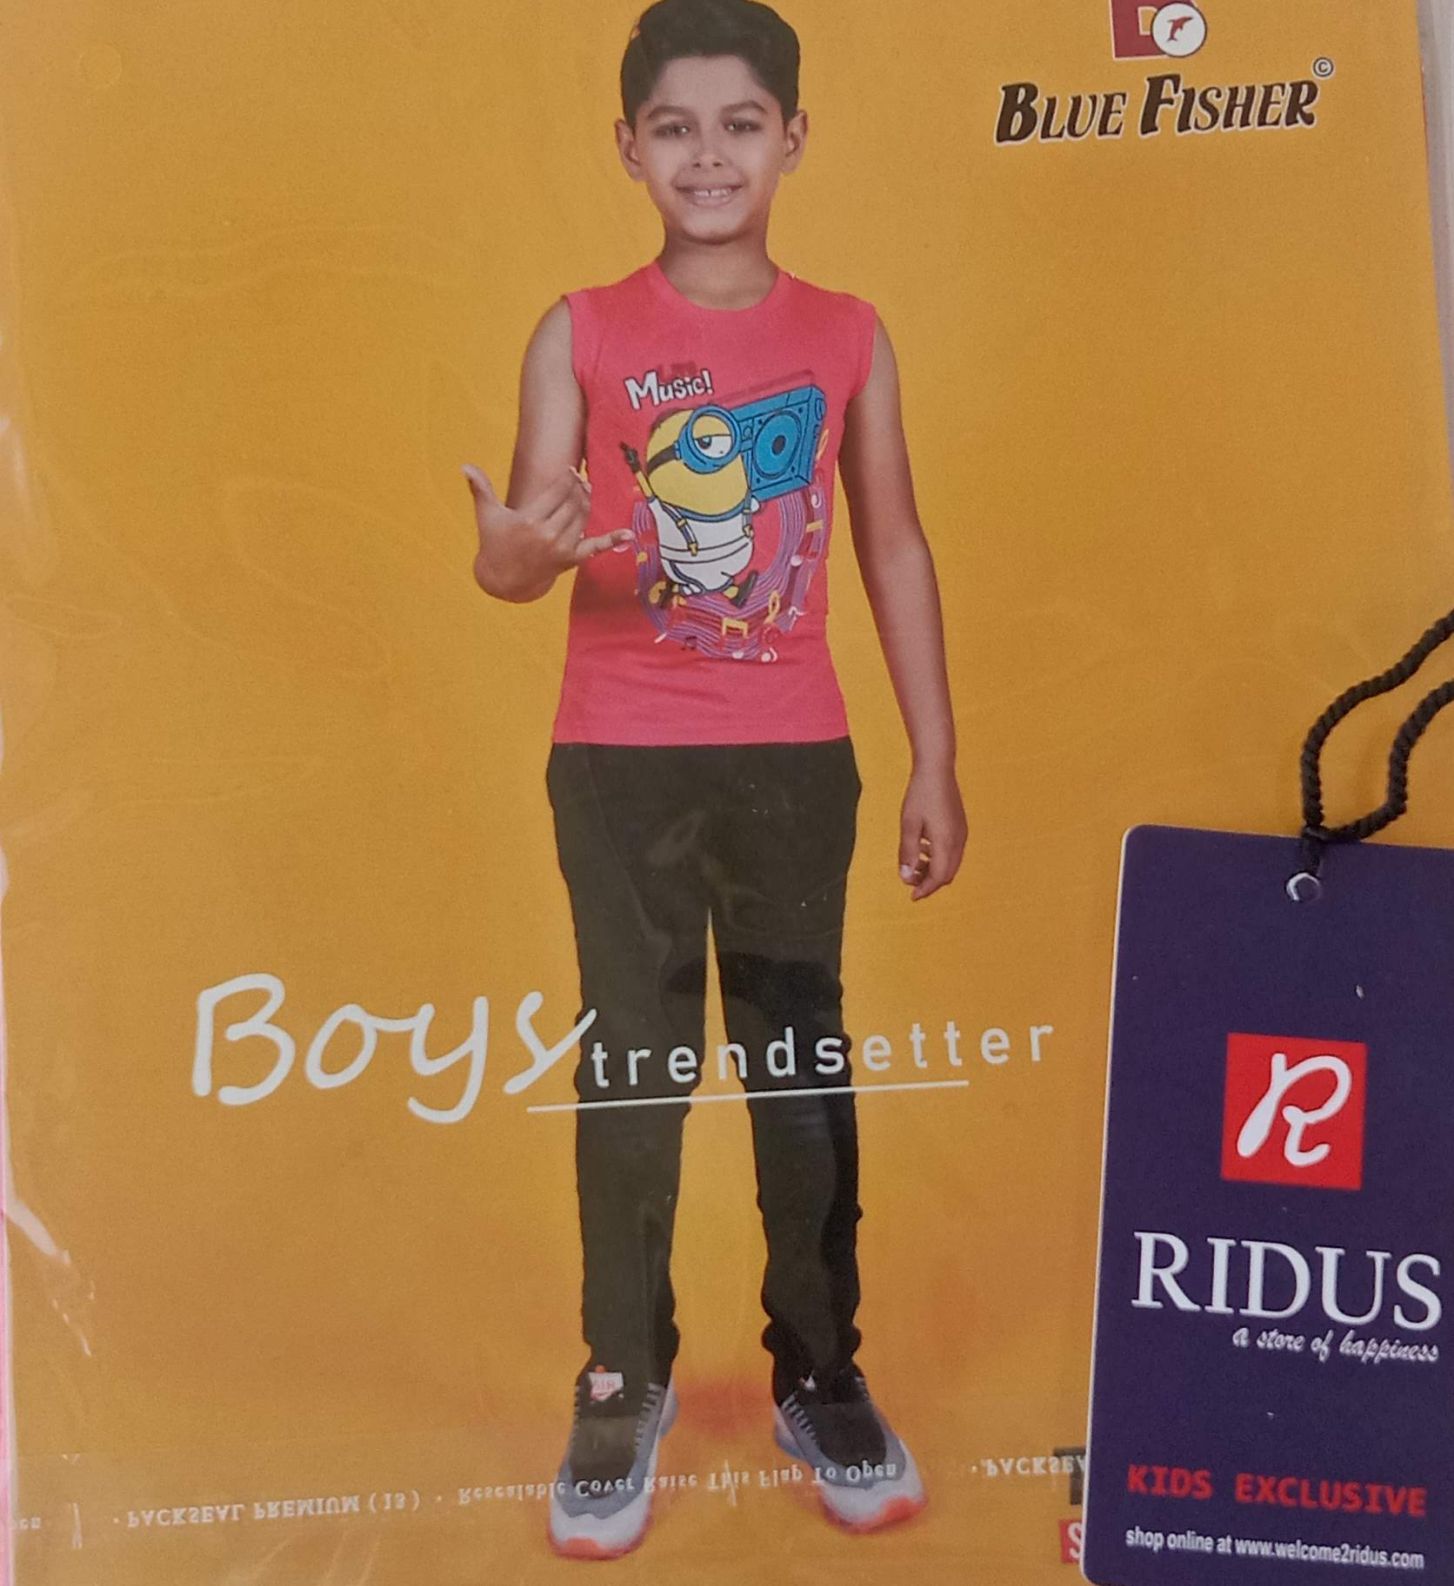 BLUE FISHER©
Music!
Boys trendsetter
AIR
R
RIDUS
a store of happiness
KIDS EXCLUSIVE
shop online at www.welcome2ridus.com
· PACKSEAL PREMIUM (13) · Resealable Cover Raise This Flap To Open · PACKSEA
S